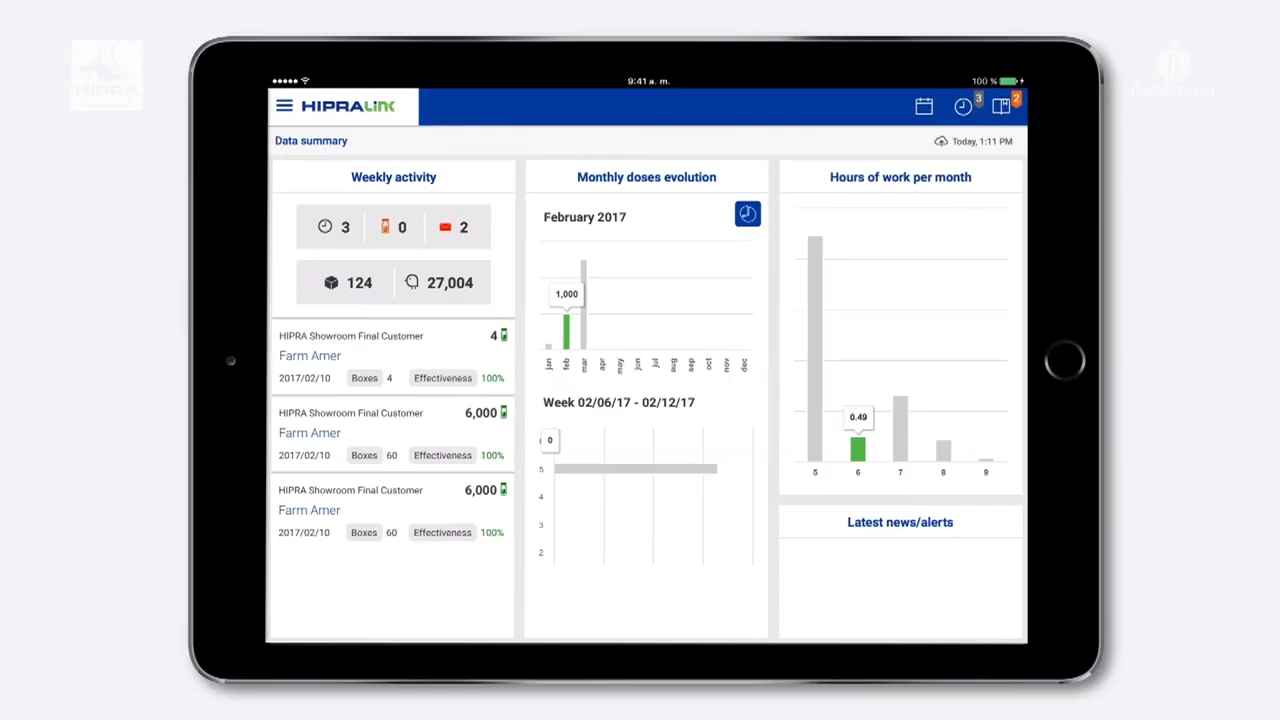 HIPRA
9:41 a. m.
100 %
HIPRALINK
3
2
Data summary
Today, 1:11 PM
Weekly activity
3
0
2
124
27,004
HIPRA Showroom Final Customer
4
Farm Amer
2017/02/10 Boxes 4 Effectiveness 100%
HIPRA Showroom Final Customer
6,000
Farm Amer
2017/02/10 Boxes 60 Effectiveness 100%
HIPRA Showroom Final Customer
6,000
Farm Amer
2017/02/10 Boxes 60 Effectiveness 100%
Monthly doses evolution
February 2017
1,000
jan feb mar apr may jun jul aug sep oct nov dec
Week 02/06/17 - 02/12/17
0
5
4
3
2
Hours of work per month
0.49
5 6 7 8 9
Latest news/alerts